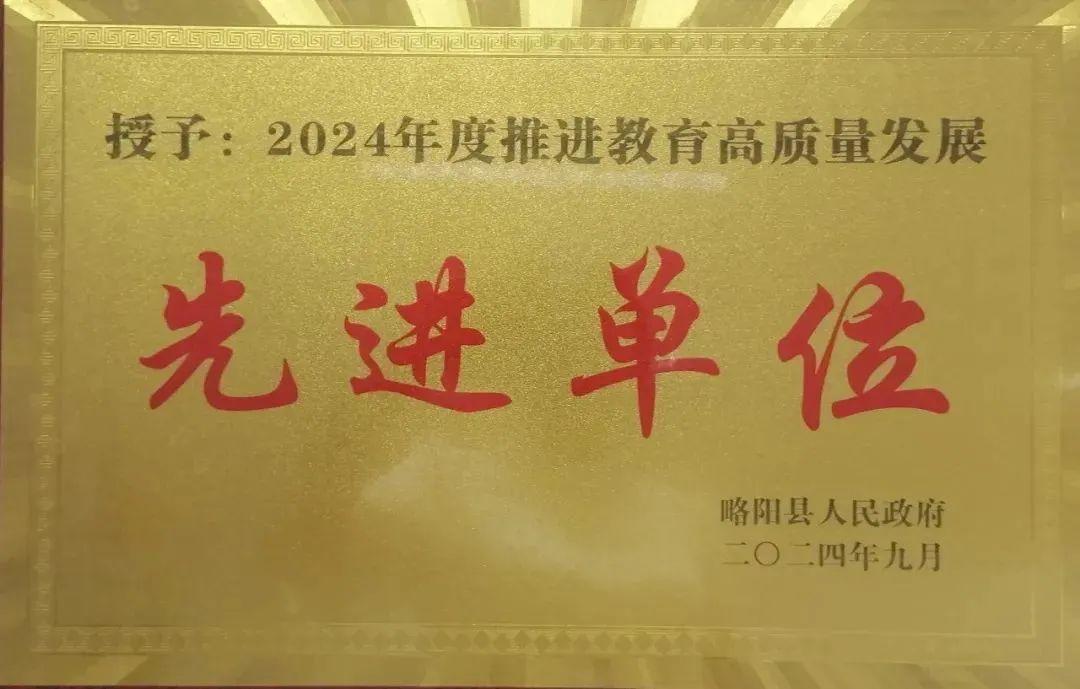 授予：2024年度推进教育高质量发展
先进单位
略阳县人民政府
二〇二四年九月